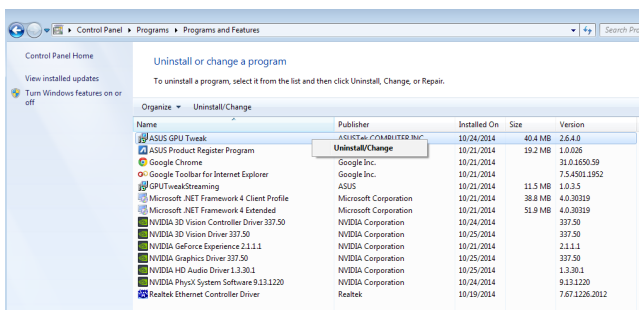 Control Panel ▸ Programs ▸ Programs and Features
Search Pro
Control Panel Home
View installed updates
Turn Windows features on or
off
Uninstall or change a program
To uninstall a program, select it from the list and then click Uninstall, Change, or Repair.
Organize Uninstall/Change
Name Publisher Installed On Size Version
ASUS GPU Tweak ASUSTek COMPUTER INC. 10/24/2014 40.4 MB 2.6.4.0
Uninstall/Change
ASUS Product Register Program 10/21/2014 19.2 MB 1.0.026
Google Chrome Google Inc. 10/21/2014 31.0.1650.59
Google Toolbar for Internet Explorer Google Inc. 10/21/2014 7.5.4501.1952
GPUTweakStreaming ASUS 10/21/2014 11.5 MB 1.0.3.5
Microsoft .NET Framework 4 Client Profile Microsoft Corporation 10/21/2014 38.8 MB 4.0.30319
Microsoft .NET Framework 4 Extended Microsoft Corporation 10/21/2014 51.9 MB 4.0.30319
NVIDIA 3D Vision Controller Driver 337.50 NVIDIA Corporation 10/24/2014 337.50
NVIDIA 3D Vision Driver 337.50 NVIDIA Corporation 10/25/2014 337.50
NVIDIA GeForce Experience 2.1.1.1 NVIDIA Corporation 10/21/2014 2.1.1.1
NVIDIA Graphics Driver 337.50 NVIDIA Corporation 10/25/2014 337.50
NVIDIA HD Audio Driver 1.3.30.1 NVIDIA Corporation 10/25/2014 1.3.30.1
NVIDIA PhysX System Software 9.13.1220 NVIDIA Corporation 10/24/2014 9.13.1220
Realtek Ethernet Controller Driver Realtek 10/19/2014 7.67.1226.2012